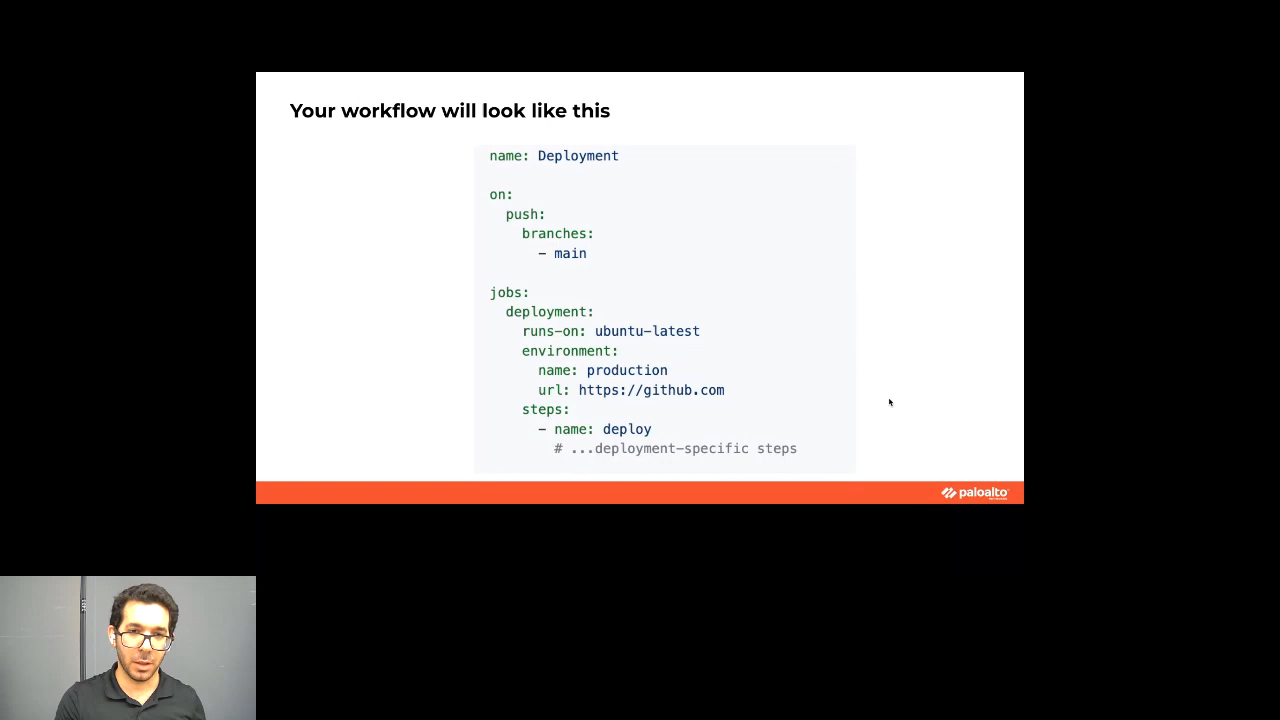 Your workflow will look like this
name: Deployment
on:
push:
branches:
- main
jobs:
deployment:
runs-on: ubuntu-latest
environment:
name: production
url: https://github.com
steps:
- name: deploy
# ...deployment-specific steps
paloalto